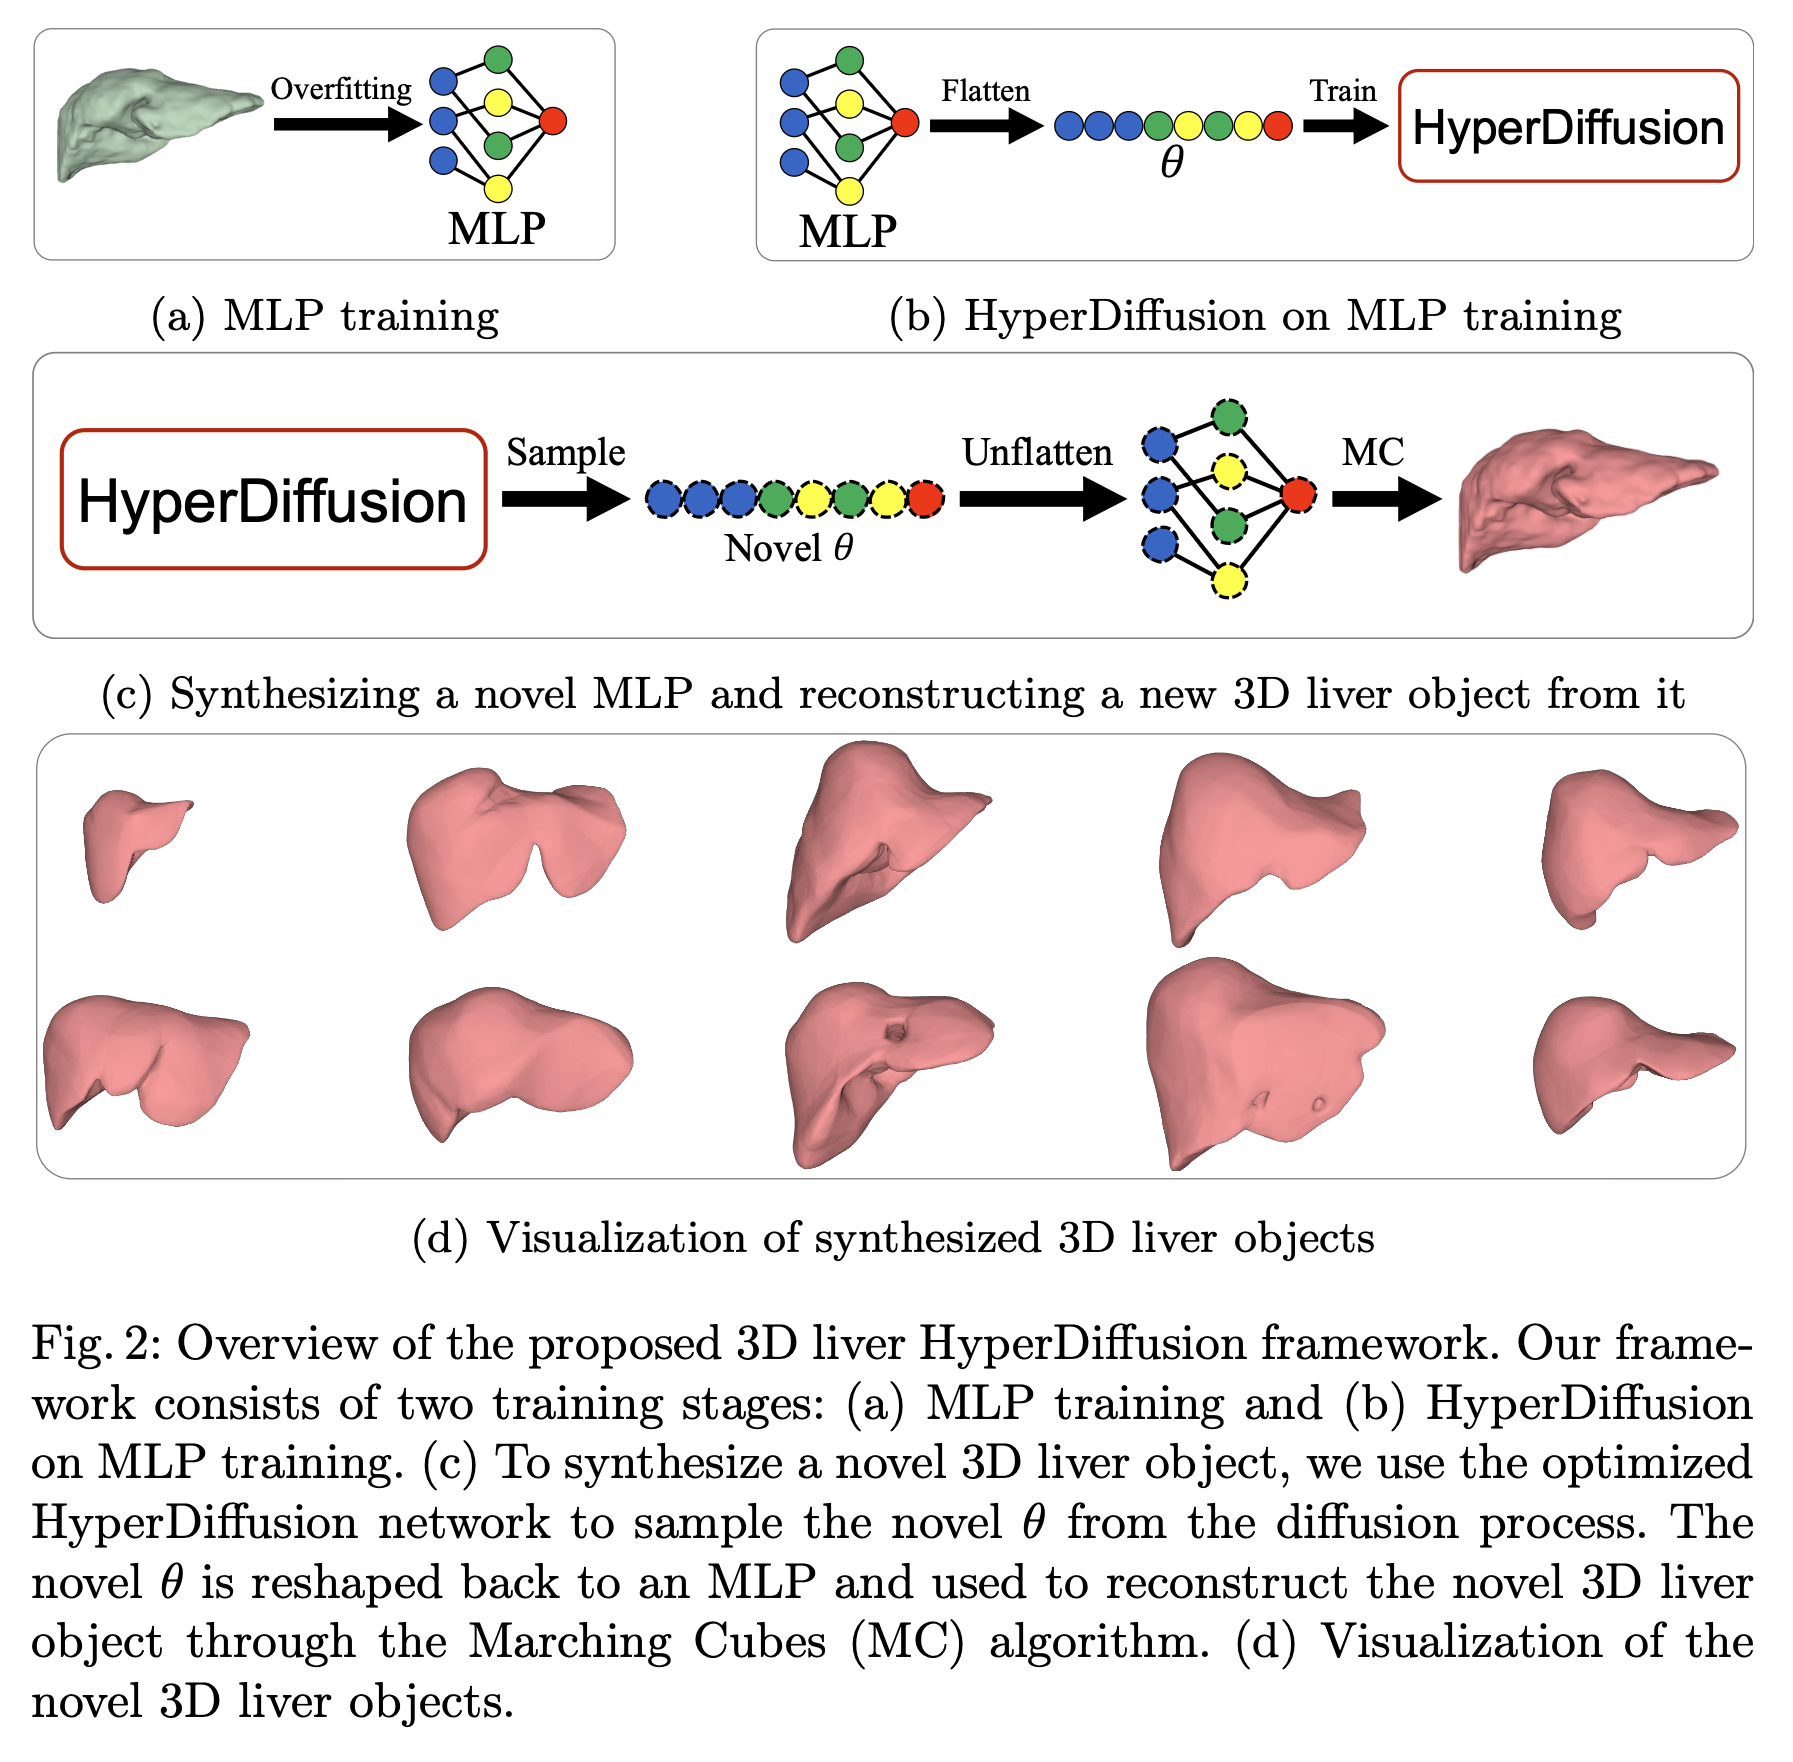 Overfitting
MLP
Flatten
θ
Train
HyperDiffusion
MLP
(a) MLP training
(b) HyperDiffusion on MLP training
HyperDiffusion
Sample
Novel θ
Unflatten
MC
(c) Synthesizing a novel MLP and reconstructing a new 3D liver object from it
(d) Visualization of synthesized 3D liver objects
Fig. 2: Overview of the proposed 3D liver HyperDiffusion framework. Our frame-
work consists of two training stages: (a) MLP training and (b) HyperDiffusion
on MLP training. (c) To synthesize a novel 3D liver object, we use the optimized
HyperDiffusion network to sample the novel θ from the diffusion process. The
novel θ is reshaped back to an MLP and used to reconstruct the novel 3D liver
object through the Marching Cubes (MC) algorithm. (d) Visualization of the
novel 3D liver objects.